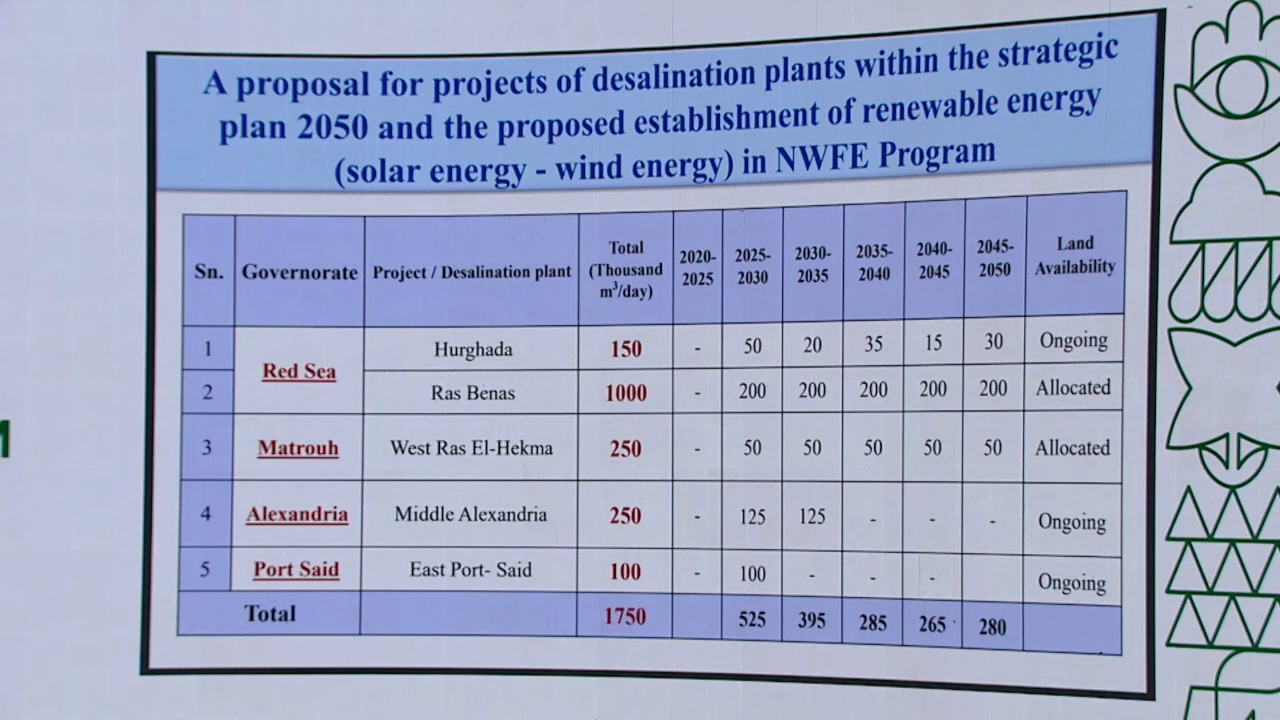 A proposal for projects of desalination plants within the strategic
plan 2050 and the proposed establishment of renewable energy
(solar energy - wind energy) in NWFE Program
Sn. Governorate Project / Desalination plant Total (Thousand m³/day) 2020-2025 2025-2030 2030-2035 2035-2040 2040-2045 2045-2050 Land Availability
1 Red Sea Hurghada 150 - 50 20 35 15 30 Ongoing
2 Ras Benas 1000 - 200 200 200 200 200 Allocated
3 Matrouh West Ras El-Hekma 250 - 50 50 50 50 50 Allocated
4 Alexandria Middle Alexandria 250 - 125 125 - - - Ongoing
5 Port Said East Port- Said 100 - 100 - - - Ongoing
Total 1750 525 395 285 265 280